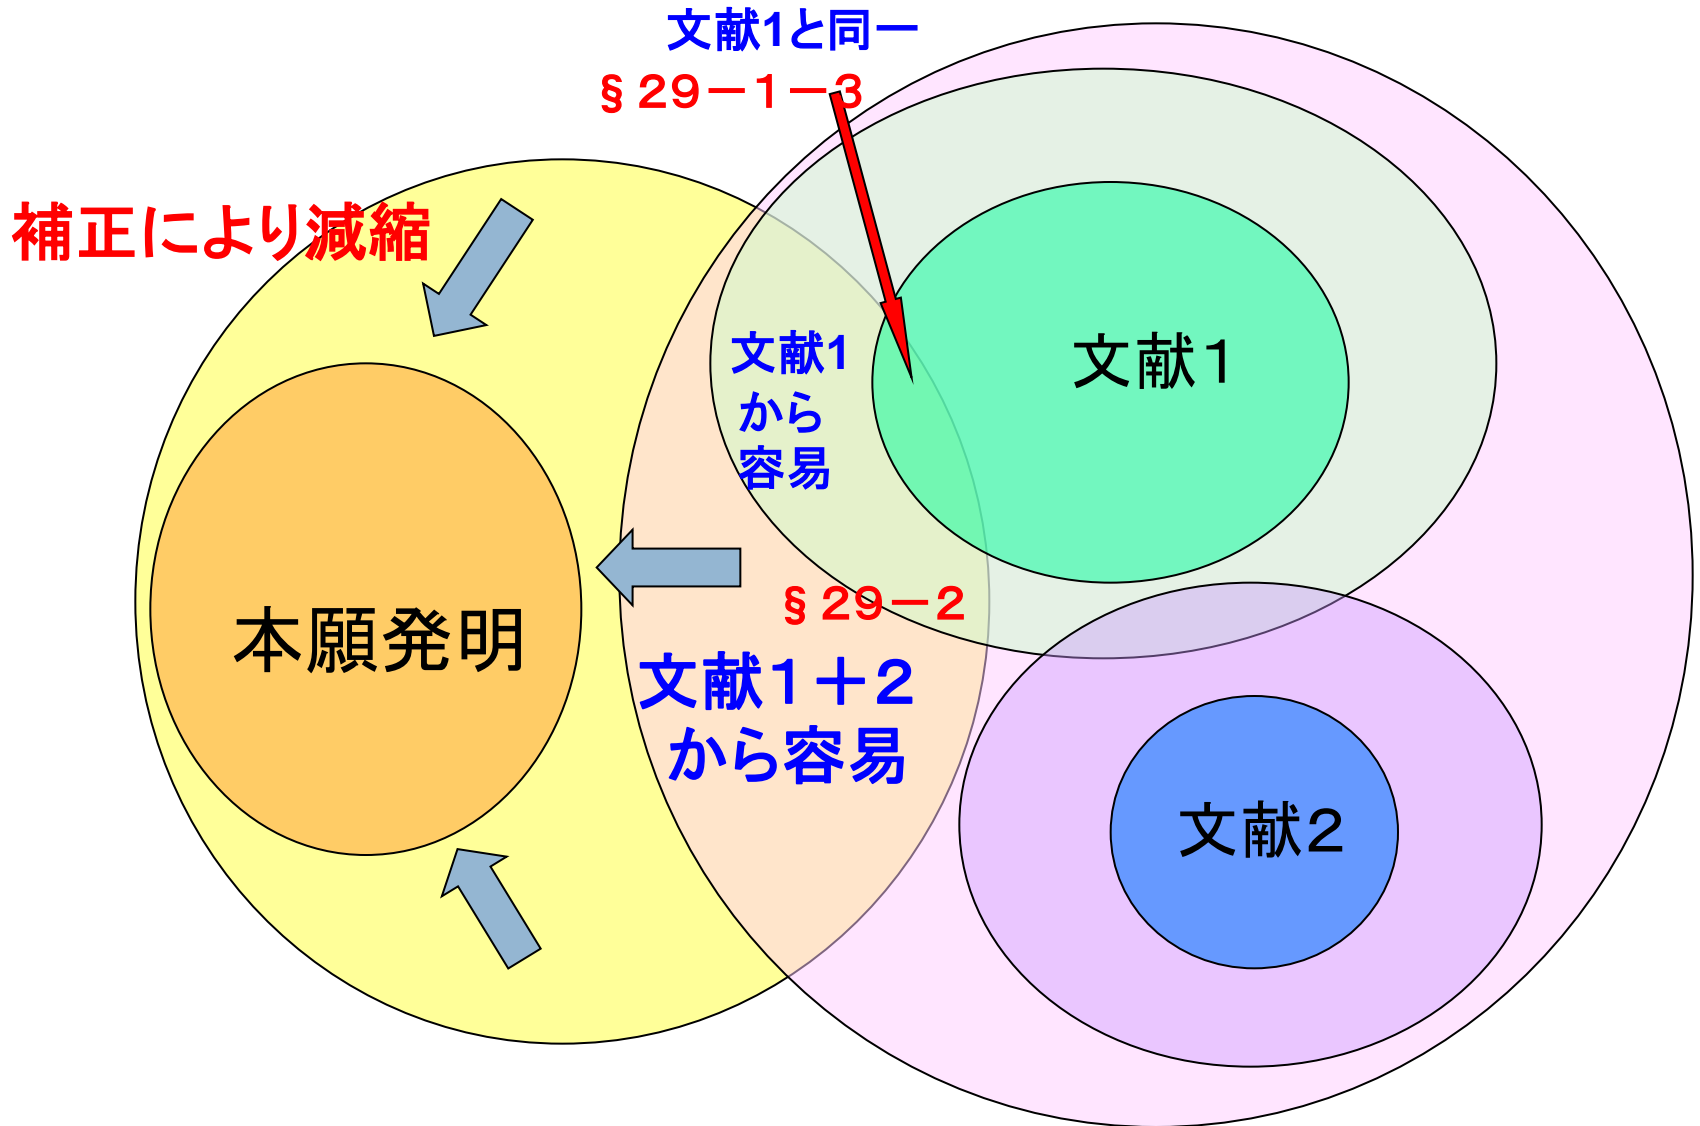 文献1と同一
§２９－１－３
補正により減縮
文献1
から
容易
文献１
§２９－２
本願発明
文献１＋２
から容易
文献２